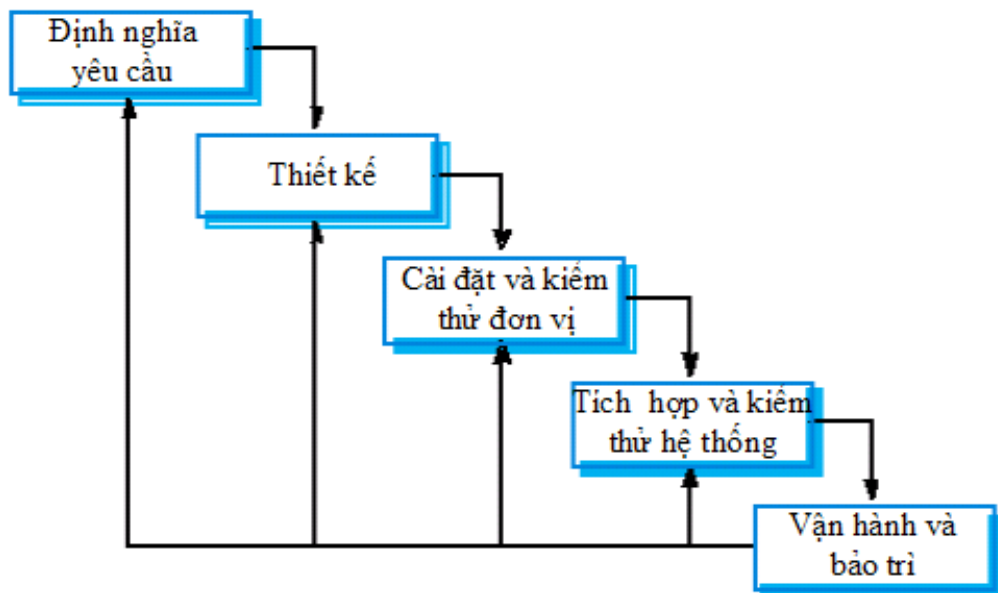 Định nghĩa
yêu cầu
Thiết kế
Cài đặt và kiểm
thử đơn vị
Tích hợp và kiểm
thử hệ thống
Vận hành và
bảo trì